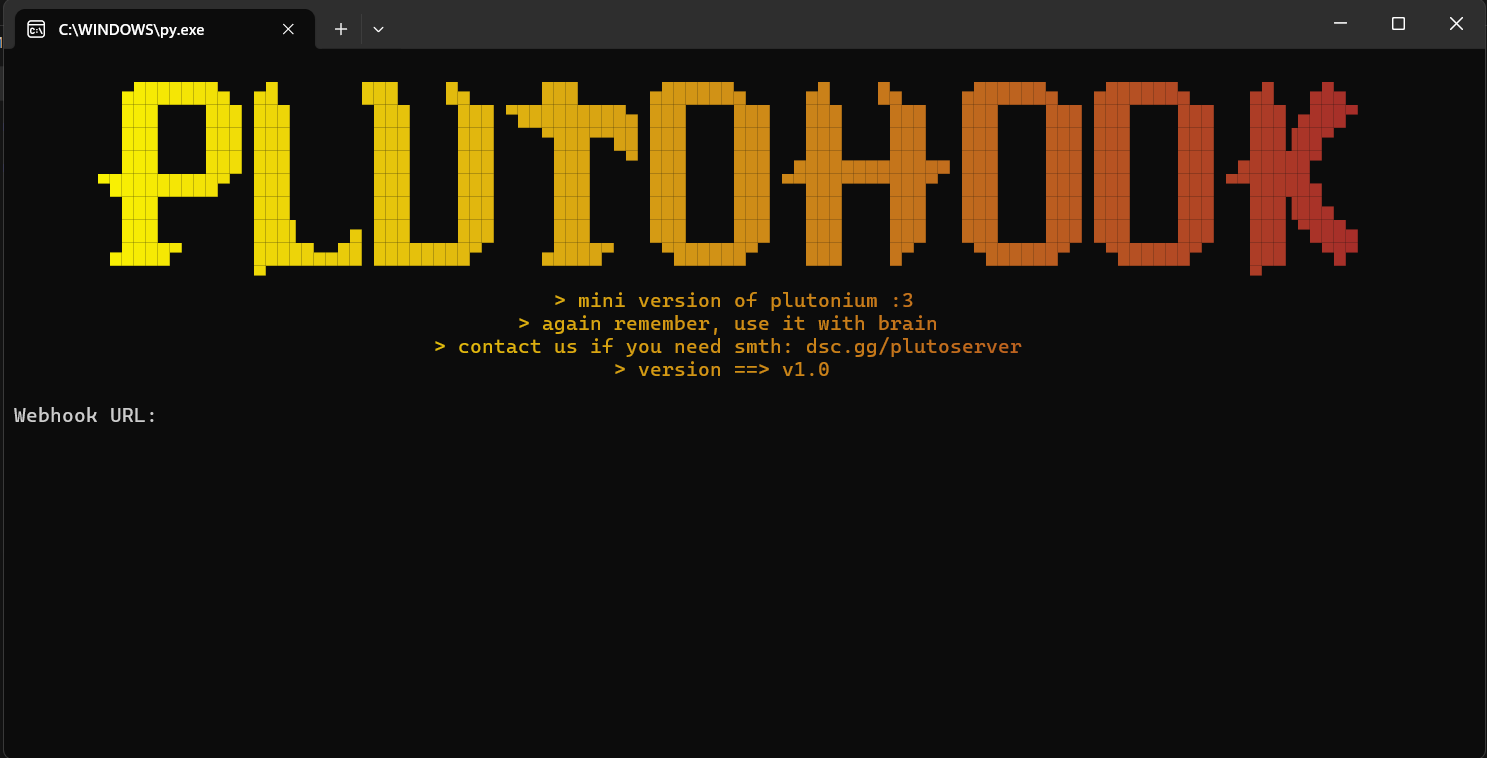 C:\WINDOWS\py.exe
PLUTOHOOK
> mini version of plutonium :3
> again remember, use it with brain
> contact us if you need smth: dsc.gg/plutoserver
> version ==> v1.0
Webhook URL: